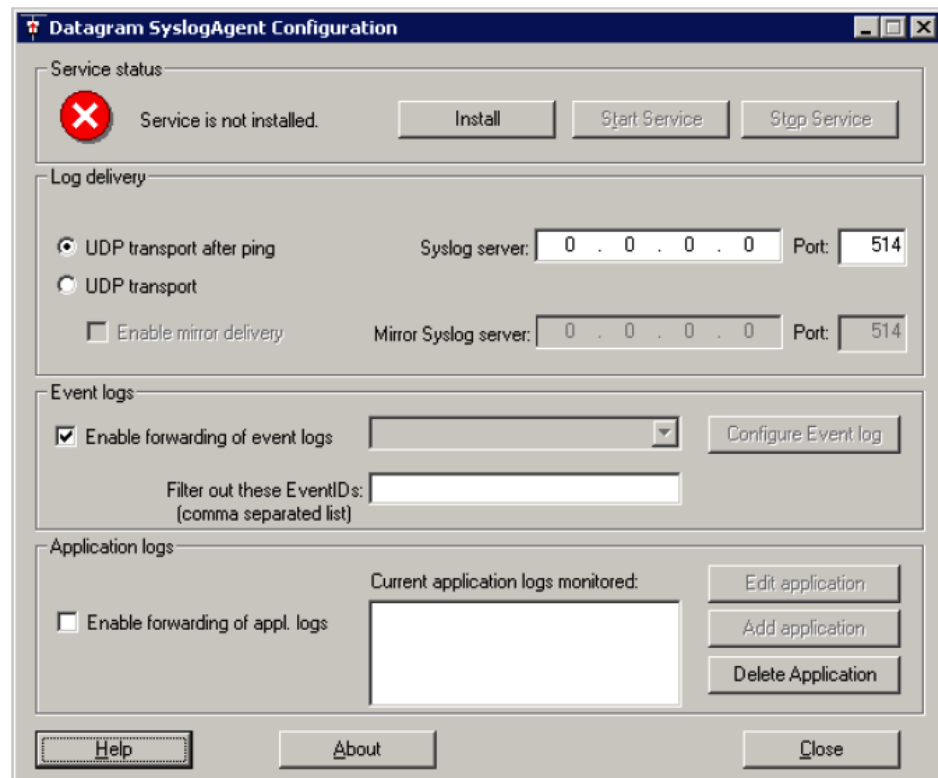 Datagram SyslogAgent Configuration
Service status
Service is not installed.
Install
Start Service
Stop Service
Log delivery
UDP transport after ping
Syslog server: 0 . 0 . 0 . 0 Port: 514
UDP transport
Enable mirror delivery
Mirror Syslog server: 0 . 0 . 0 . 0 Port: 514
Event logs
Enable forwarding of event logs
Configure Event log
Filter out these EventIDs:
(comma separated list)
Application logs
Current application logs monitored:
Edit application
Enable forwarding of appl. logs
Add application
Delete Application
Help
About
Close